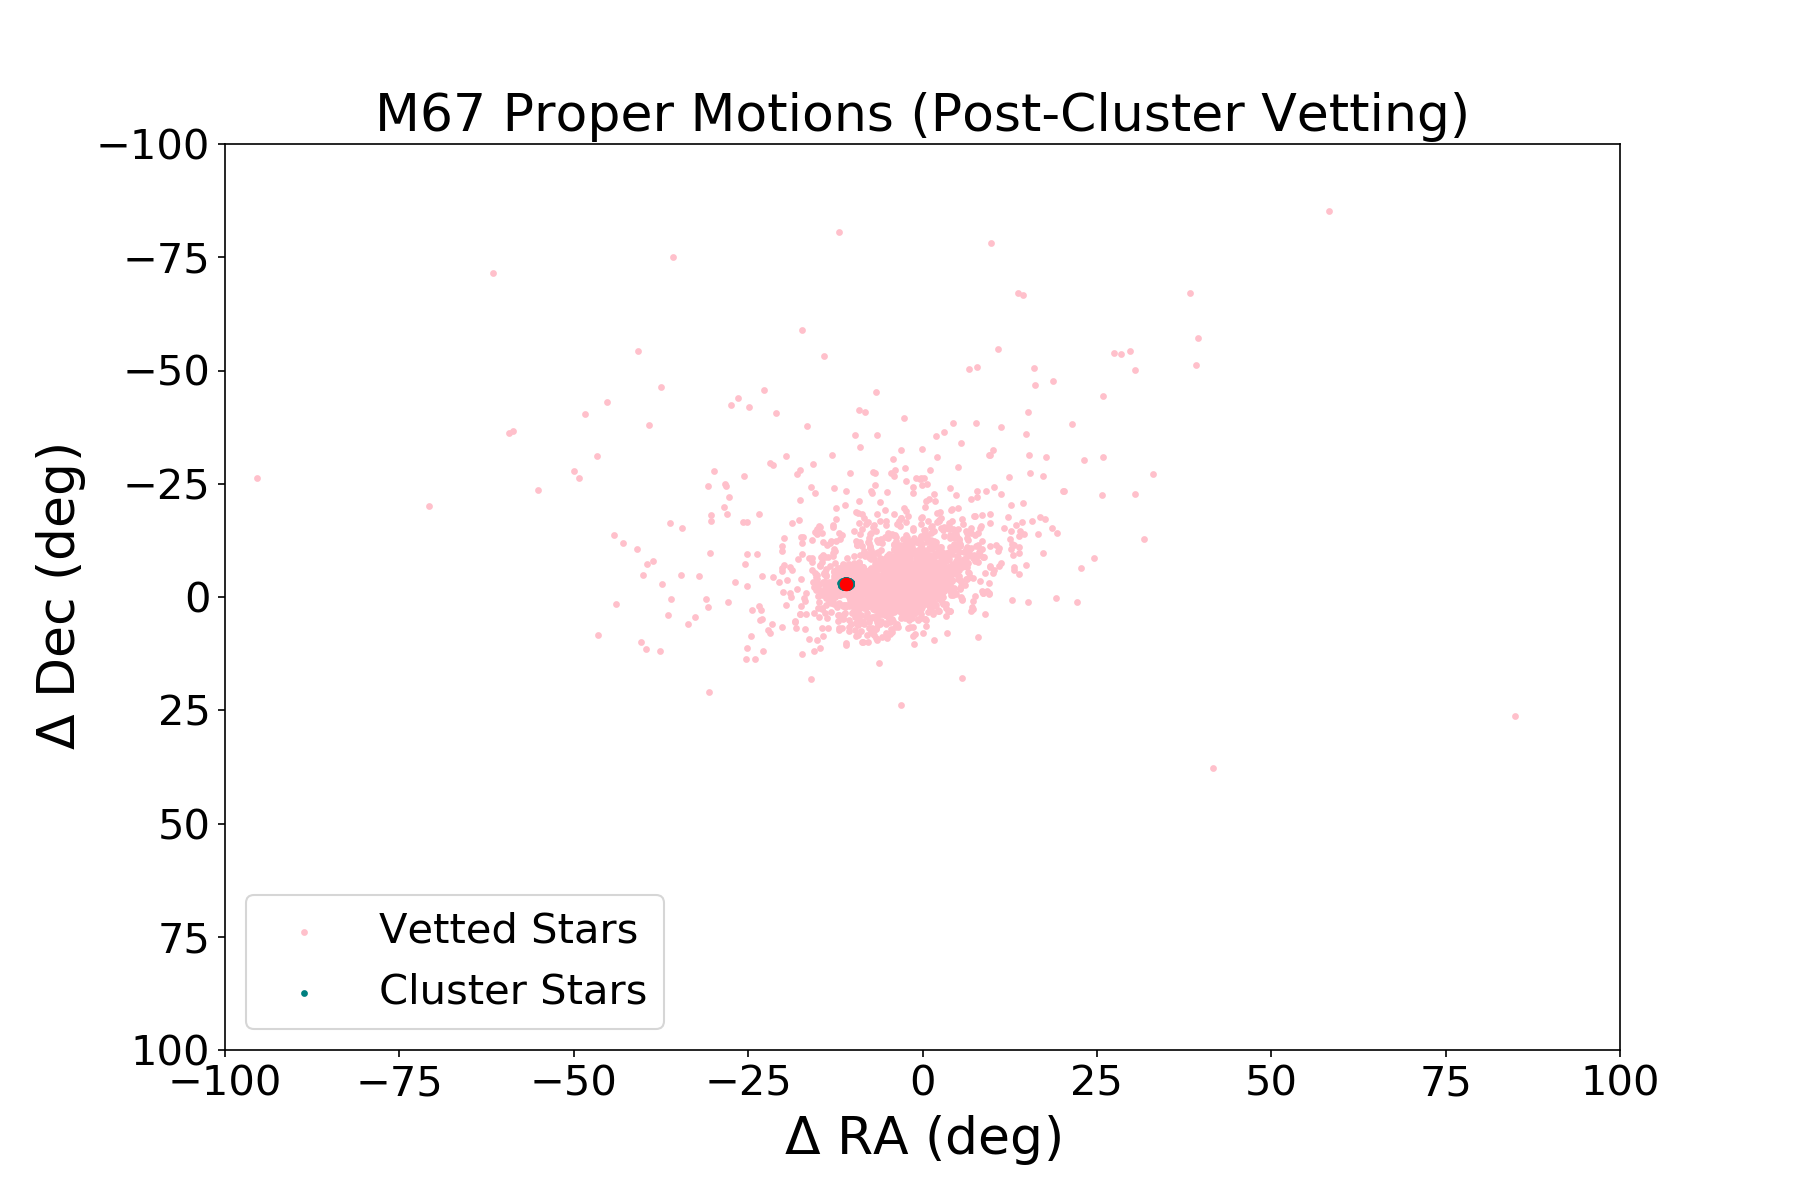 M67 Proper Motions (Post-Cluster Vetting)
−100
−75
−50
−25
0
25
50
75
100
Δ Dec (deg)
Vetted Stars
Cluster Stars
−100 −75 −50 −25 0 25 50 75 100
Δ RA (deg)